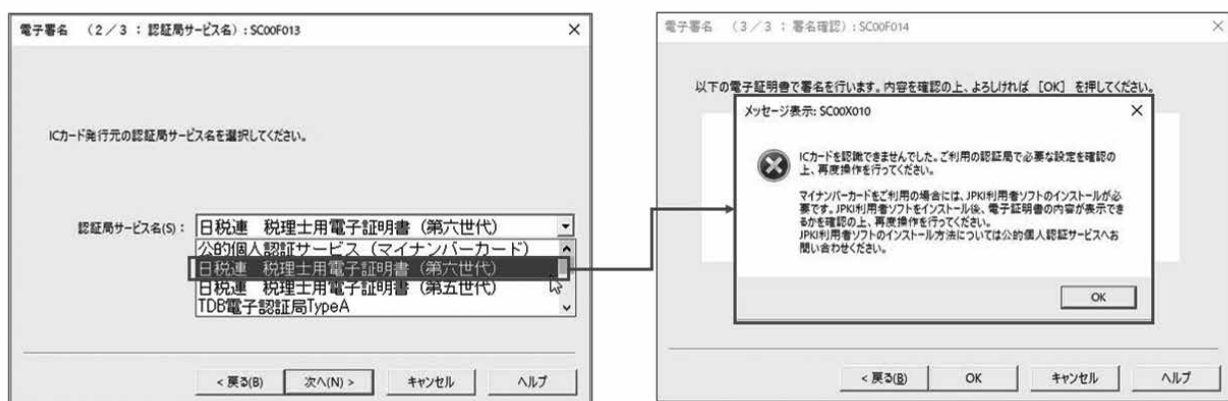 電子署名 (2/3:認証局サービス名):SC00F013
ICカード発行元の認証局サービス名を選択してください。
認証局サービス名(S):
日税連 税理士用電子証明書(第六世代)
公的個人認証サービス(マイナンバーカード)
日税連 税理士用電子証明書(第六世代)
日税連 税理士用電子証明書(第五世代)
TDB電子認証局TypeA
<戻る(B)
次へ(N)>
キャンセル
ヘルプ
電子署名 (3/3:署名確認):SC00F014
以下の電子証明書で署名を行います。内容を確認の上、よろしければ [OK] を押してください。
メッセージ表示: SC00X010
ICカードを認識できませんでした。ご利用の認証局で必要な設定を確認の
上、再度操作を行ってください。
マイナンバーカードをご利用の場合には、JPKI利用者ソフトのインストールが必
要です。JPKI利用者ソフトをインストール後、電子証明書の内容が表示でき
るかを確認の上、再度操作を行ってください。
JPKI利用者ソフトのインストール方法については公的個人認証サービスへお
問い合わせください。
OK
<戻る(B)
OK
キャンセル
ヘルプ